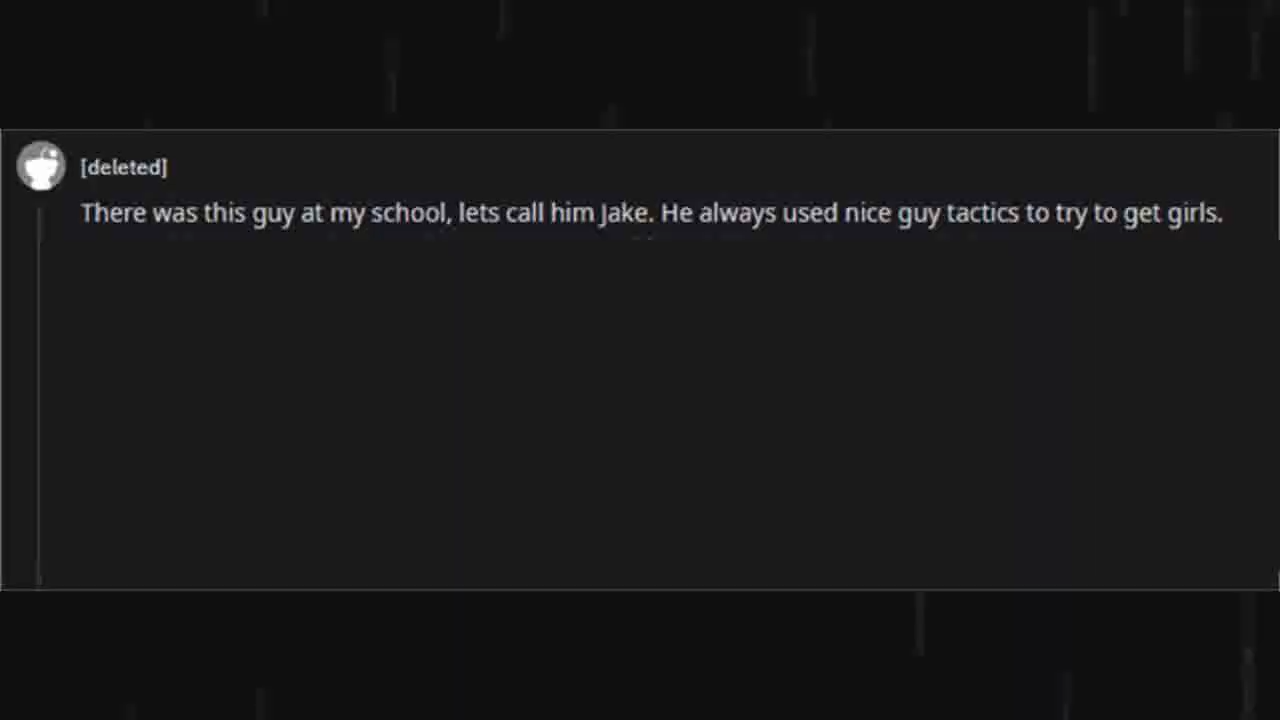 [deleted]
There was this guy at my school, lets call him Jake. He always used nice guy tactics to try to get girls.